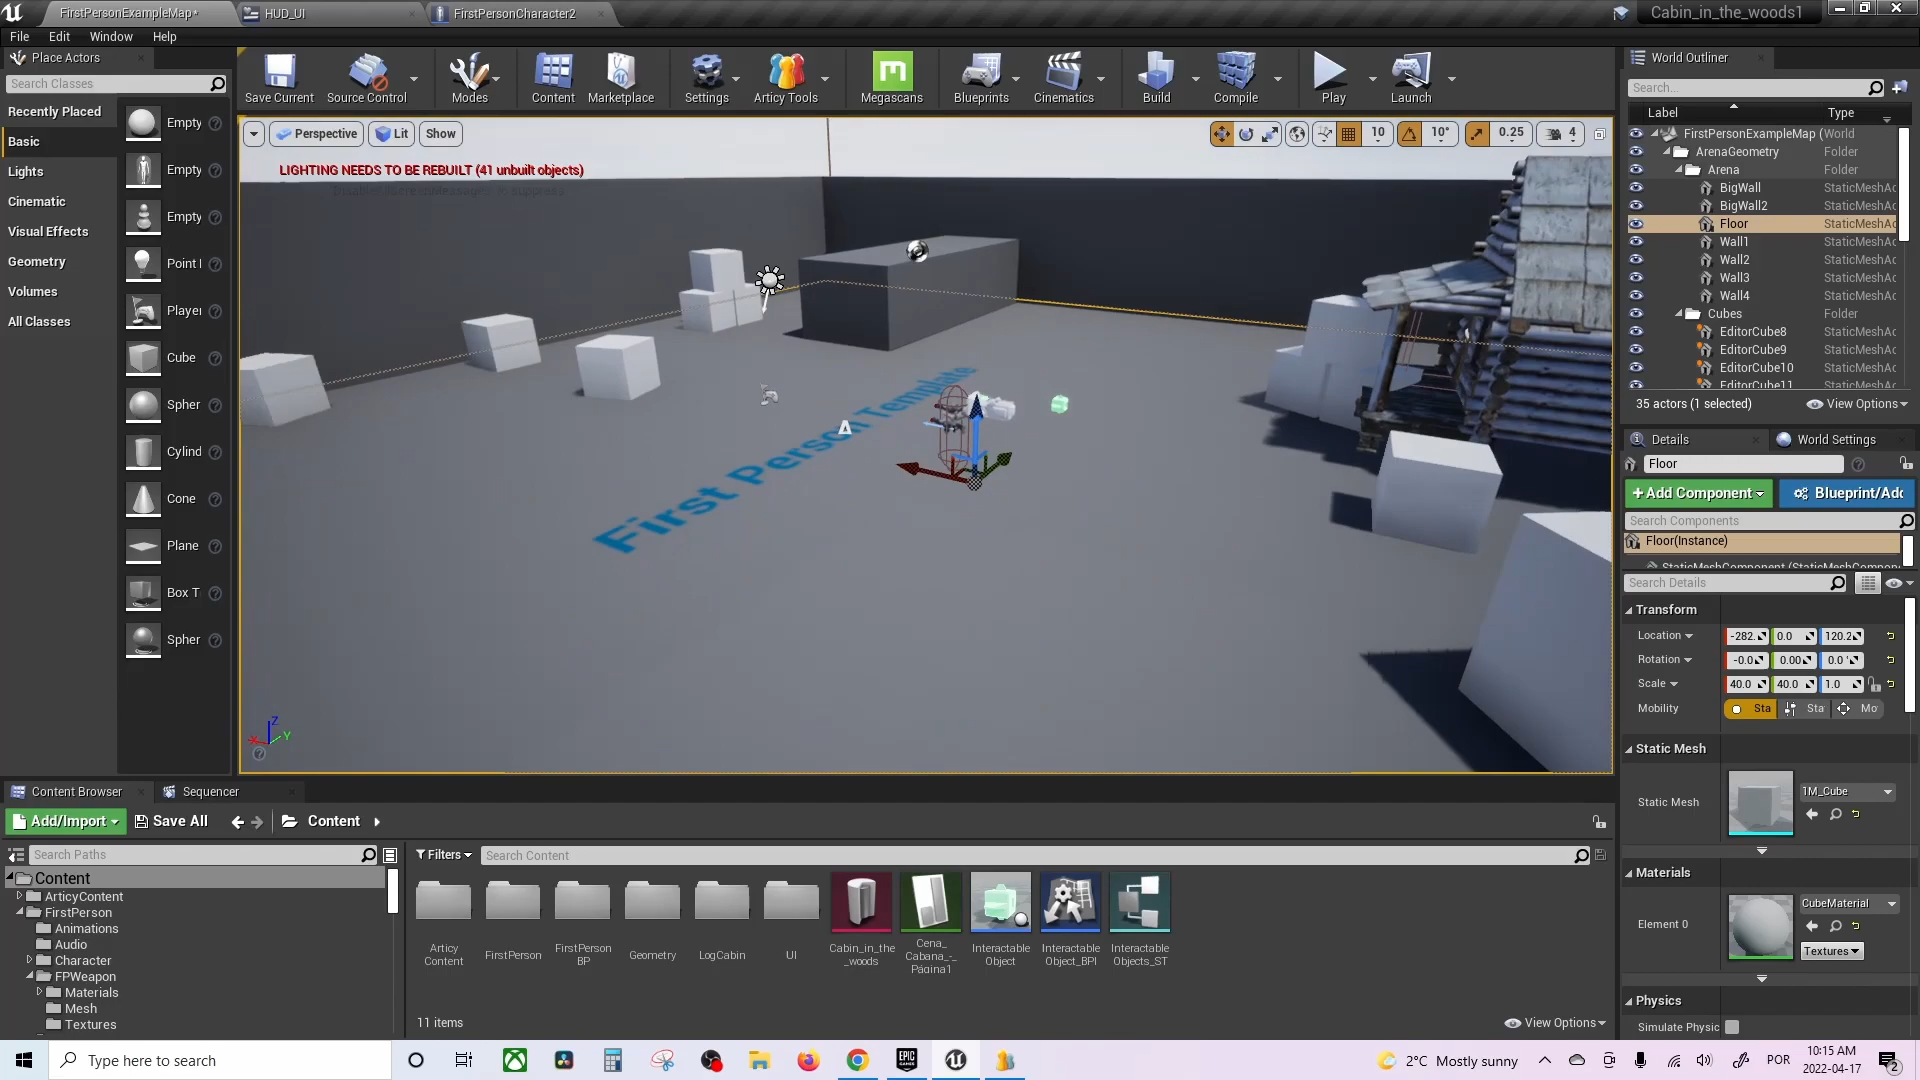 FirstPersonExampleMap*
HUD_UI
FirstPersonCharacter2
Cabin_in_the_woods1
File Edit Window Help
Place Actors
Search Classes
Recently Placed
Basic
Lights
Cinematic
Visual Effects
Geometry
Volumes
All Classes
Empty
Empty
Empty
Point l
Player
Cube
Spher
Cylind
Cone
Plane
Box T
Spher
Save Current
Source Control
Modes
Content
Marketplace
Settings
Articy Tools
Megascans
Blueprints
Cinematics
Build
Compile
Play
Launch
Perspective
Lit
Show
10
10°
0.25
4
LIGHTING NEEDS TO BE REBUILT (41 unbuilt objects)
'DisableAllScreenMessages' to suppress
First Person Template
Z
X
Y
World Outliner
Search...
Label
Type
FirstPersonExampleMap (World
ArenaGeometry Folder
Arena Folder
BigWall StaticMeshAc
BigWall2 StaticMeshAc
Floor StaticMeshAc
Wall1 StaticMeshAc
Wall2 StaticMeshAc
Wall3 StaticMeshAc
Wall4 StaticMeshAc
Cubes Folder
EditorCube8 StaticMeshAc
EditorCube9 StaticMeshAc
EditorCube10 StaticMeshAc
EditorCube11 StaticMeshAc
35 actors (1 selected)
View Options
Details
World Settings
Floor
+Add Component
Blueprint/Add
Search Components
Floor(Instance)
StaticMeshComponent (StaticMeshCompon
Search Details
Transform
Location -282. 0.0 120.2
Rotation -0.0 0.00 0.0 °
Scale 40.0 40.0 1.0
Mobility Sta Sta Mo
Static Mesh
Static Mesh
1M_Cube
Materials
Element 0
CubeMaterial
Textures
Physics
Simulate Physic
Content Browser
Sequencer
Add/Import
Save All
Content
Search Paths
Content
ArticyContent
FirstPerson
Animations
Audio
Character
FPWeapon
Materials
Mesh
Textures
Filters
Search Content
Articy
Content
FirstPerson
FirstPerson
BP
Geometry
LogCabin
UI
Cabin_in_the
_woods
Cena_
Cabana_-_
Página1
Interactable
Object
Interactable
Object_BPI
Interactable
Objects_ST
11 items
View Options
Type here to search
EPIC
GAMES
2°C Mostly sunny
POR
10:15 AM
2022-04-17
2